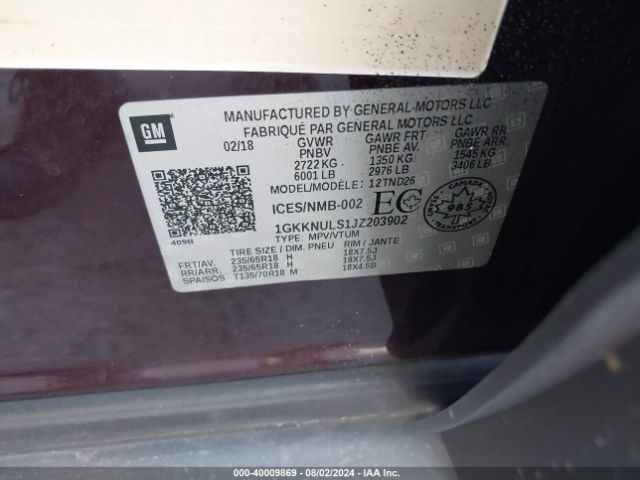 MANUFACTURED BY GENERAL MOTORS LLC
FABRIQUÉ PAR GENERAL MOTORS LLC
GM
02/18 GVWR GAWR FRT GAWR RR
PNBV PNBE AV. PNBE ARR.
2722 KG 1350 KG 1545 KG
6001 LB 2976 LB 3406 LB
MODEL/MODÈLE: 12TND26
ICES/NMB-002 EC CANADA 985
1GKKNULS1JZ203902
409B TYPE: MPV/VTUM
TIRE SIZE / DIM. PNEU RIM / JANTE
FRT/AV. 235/65R18 H 18X7.5J
RR/ARR. 235/65R18 H 18X7.5J
SPA/SOS T135/70R18 M 18X4.5B
000-40009869 - 08/02/2024 - IAA Inc.